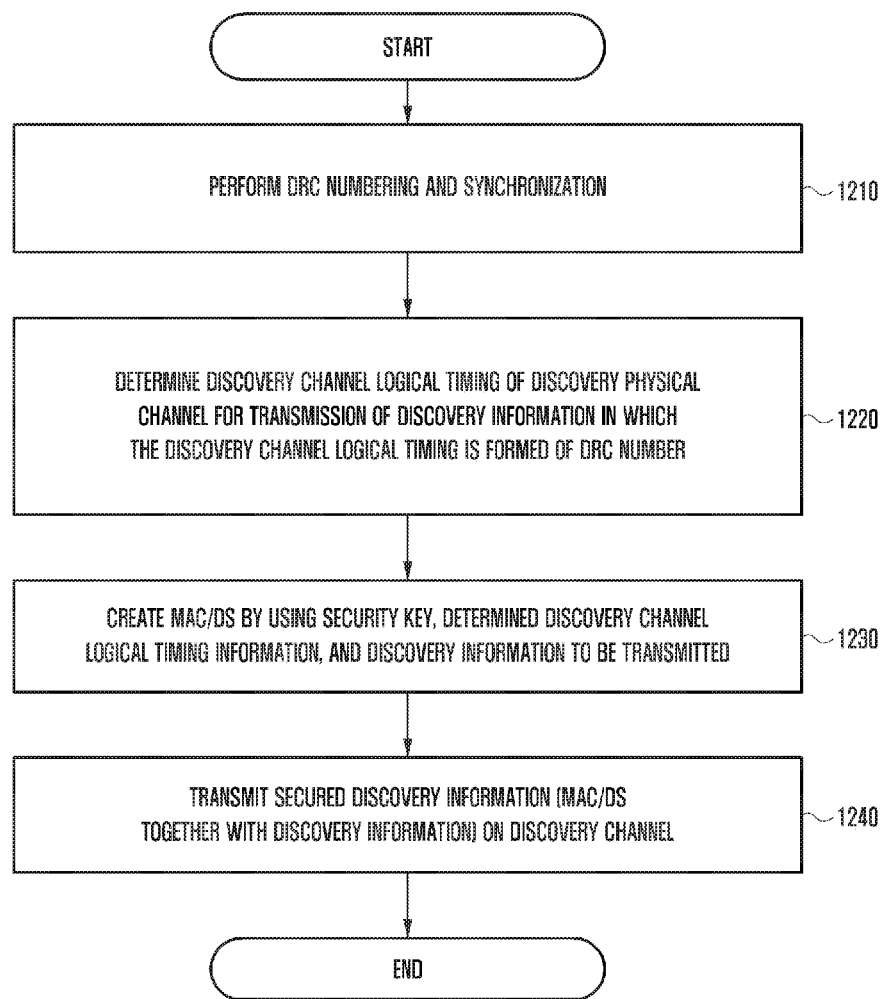 START
PERFORM DRC NUMBERING AND SYNCHRONIZATION
1210
DETERMINE DISCOVERY CHANNEL LOGICAL TIMING OF DISCOVERY PHYSICAL
CHANNEL FOR TRANSMISSION OF DISCOVERY INFORMATION IN WHICH
THE DISCOVERY CHANNEL LOGICAL TIMING IS FORMED OF DRC NUMBER
1220
CREATE MAC/DS BY USING SECURITY KEY, DETERMINED DISCOVERY CHANNEL
LOGICAL TIMING INFORMATION, AND DISCOVERY INFORMATION TO BE TRANSMITTED
1230
TRANSMIT SECURED DISCOVERY INFORMATION (MAC/DS
TOGETHER WITH DISCOVERY INFORMATION) ON DISCOVERY CHANNEL
1240
END